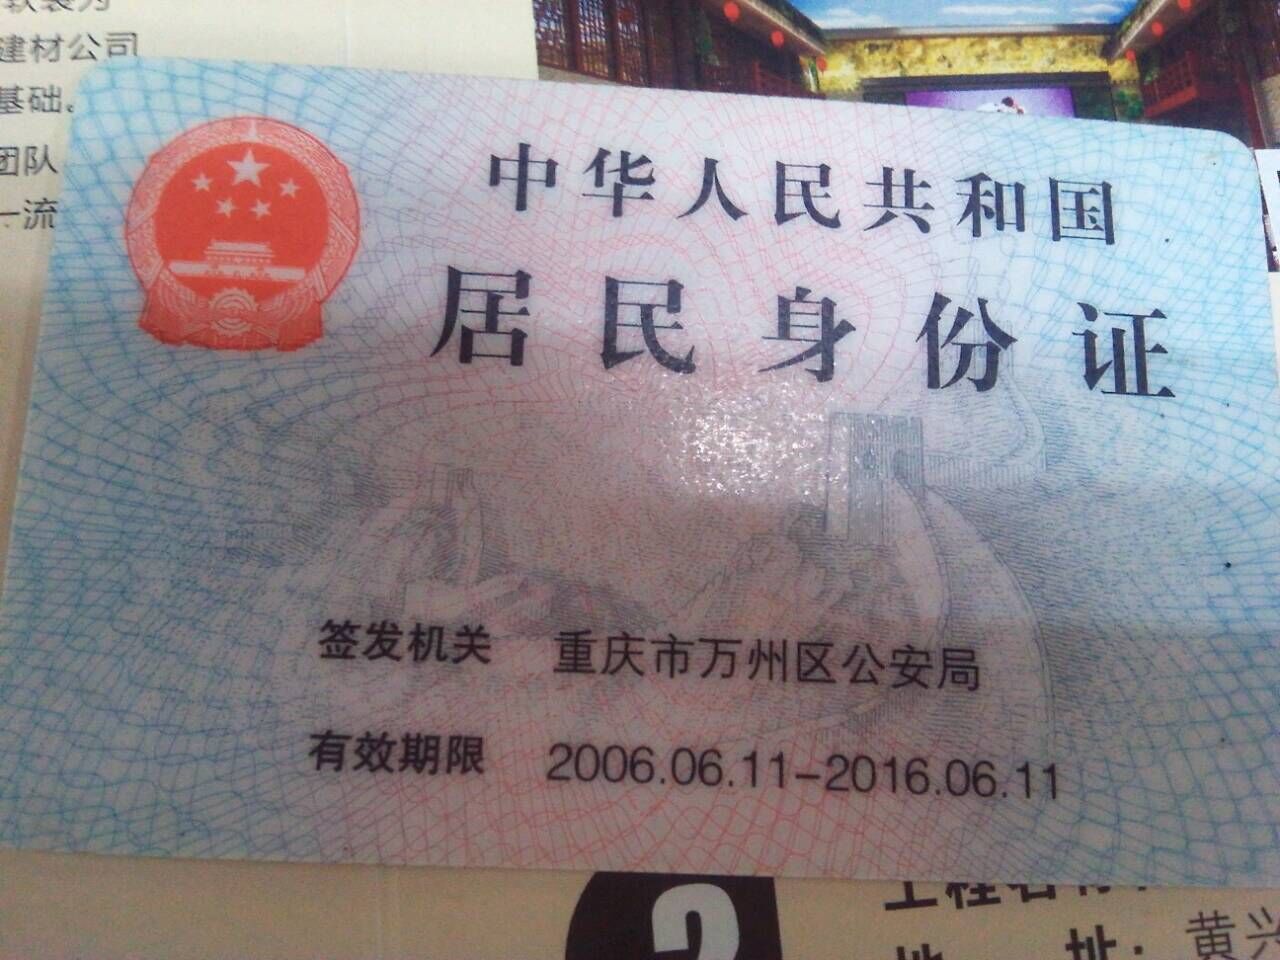 建材公司
基础。
团队
一流
中华人民共和国
居民身份证
签发机关 重庆市万州区公安局
有效期限 2006.06.11-2016.06.11
2
地 址：黄兴